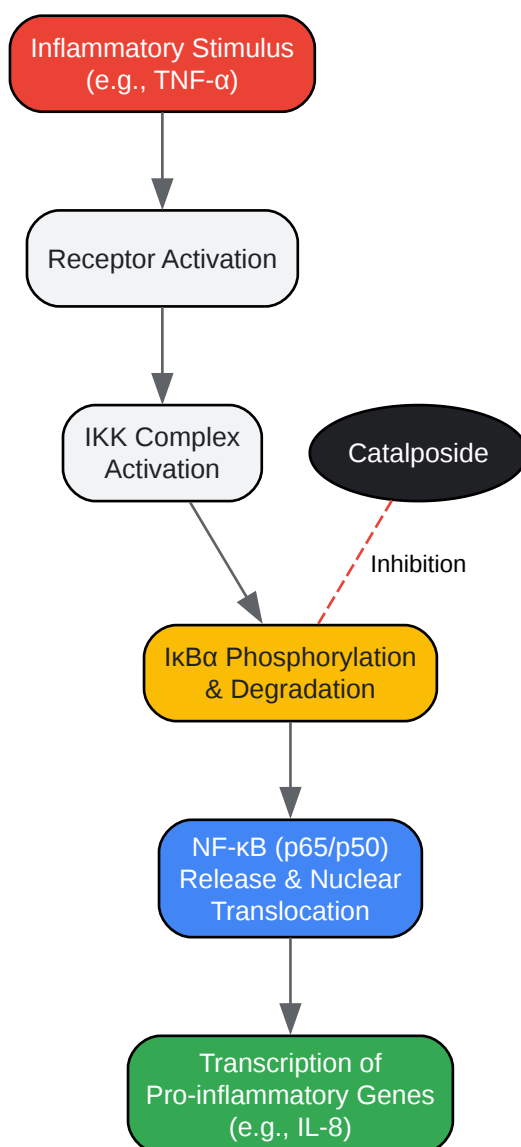 Inflammatory Stimulus
(e.g., TNF-α)
Receptor Activation
IKK Complex
Activation
Catalposide
Inhibition
IκBα Phosphorylation
& Degradation
NF-κB (p65/p50)
Release & Nuclear
Translocation
Transcription of
Pro-inflammatory Genes
(e.g., IL-8)